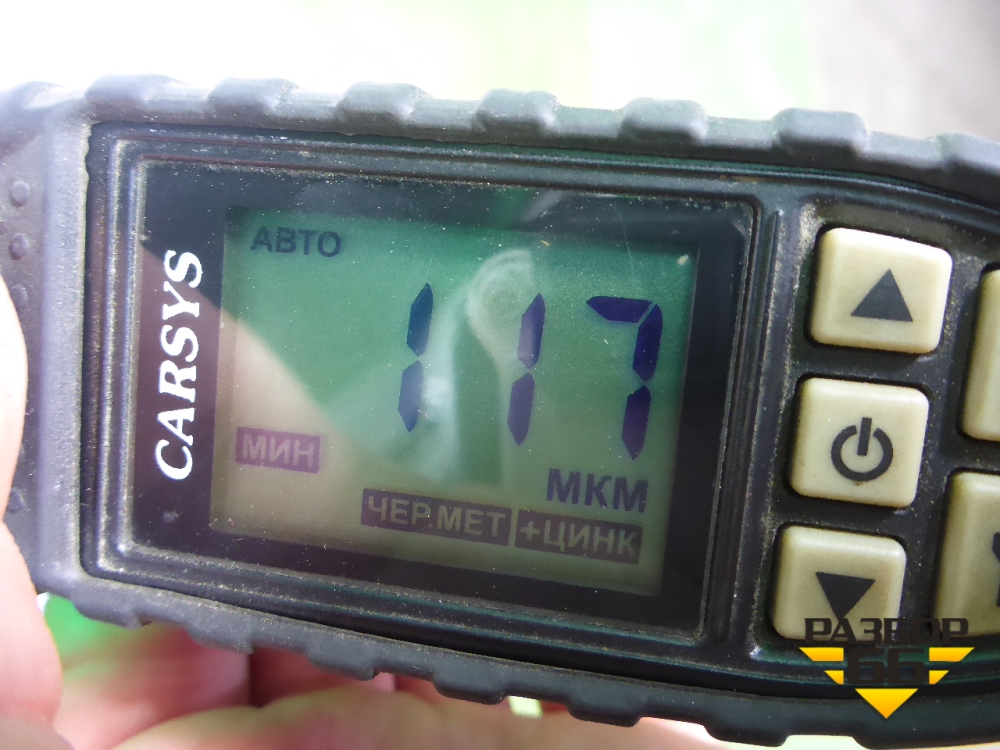 CARSYS
АВТО
117
МИН
МКМ
ЧЕР.МЕТ +ЦИНК
РАЗБОР
66